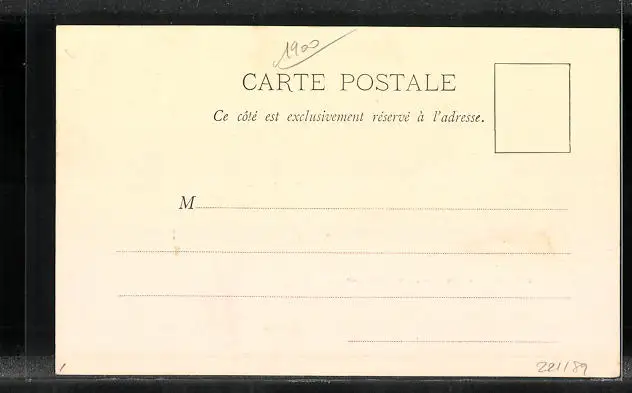 1900
CARTE POSTALE
Ce côté est exclusivement réservé à l'adresse.
M
221/89